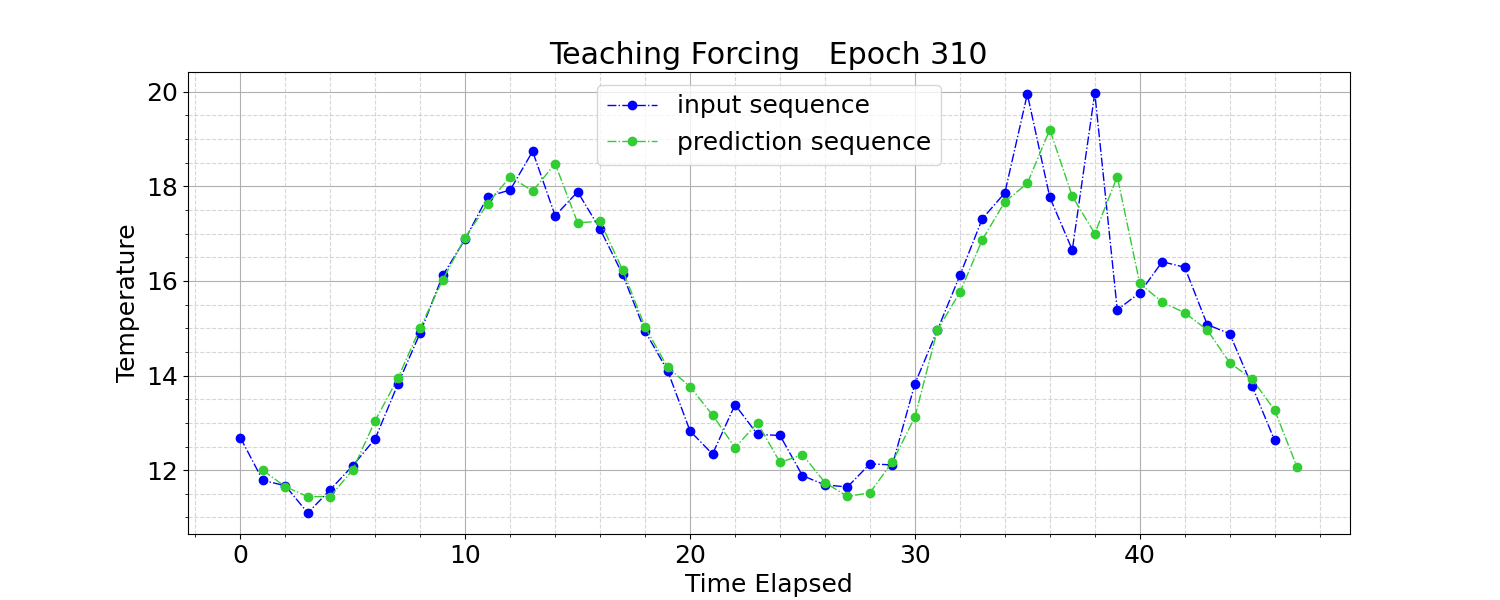 Teaching Forcing   Epoch 310
input sequence
prediction sequence
Temperature
20
18
16
14
12
0 10 20 30 40
Time Elapsed